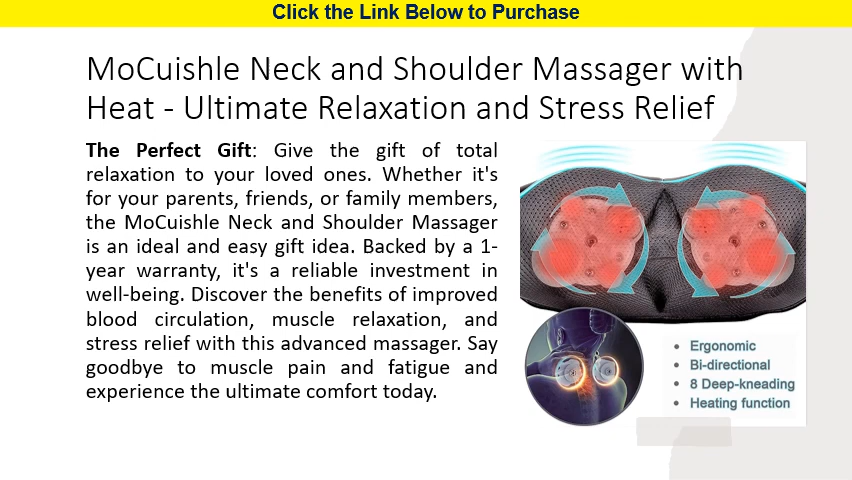 Click the Link Below to Purchase
MoCuishle Neck and Shoulder Massager with
Heat - Ultimate Relaxation and Stress Relief
The Perfect Gift: Give the gift of total
relaxation to your loved ones. Whether it's
for your parents, friends, or family members,
the MoCuishle Neck and Shoulder Massager
is an ideal and easy gift idea. Backed by a 1-
year warranty, it's a reliable investment in
well-being. Discover the benefits of improved
blood circulation, muscle relaxation, and
stress relief with this advanced massager. Say
goodbye to muscle pain and fatigue and
experience the ultimate comfort today.
• Ergonomic
• Bi-directional
• 8 Deep-kneading
• Heating function